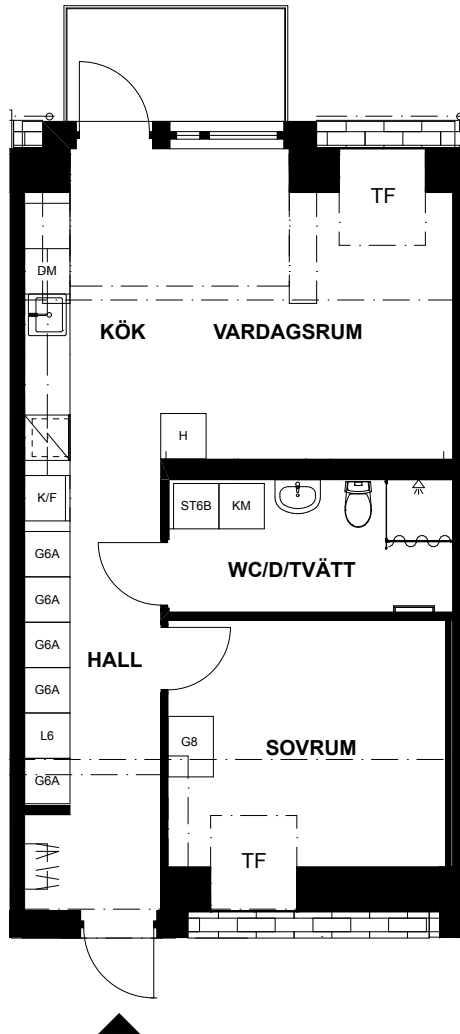 TF
DM
KÖK VARDAGSRUM
H
K/F
ST6B KM
G6A
WC/D/TVÄTT
G6A
G6A
HALL
G6A
L6
G8
SOVRUM
G6A
TF